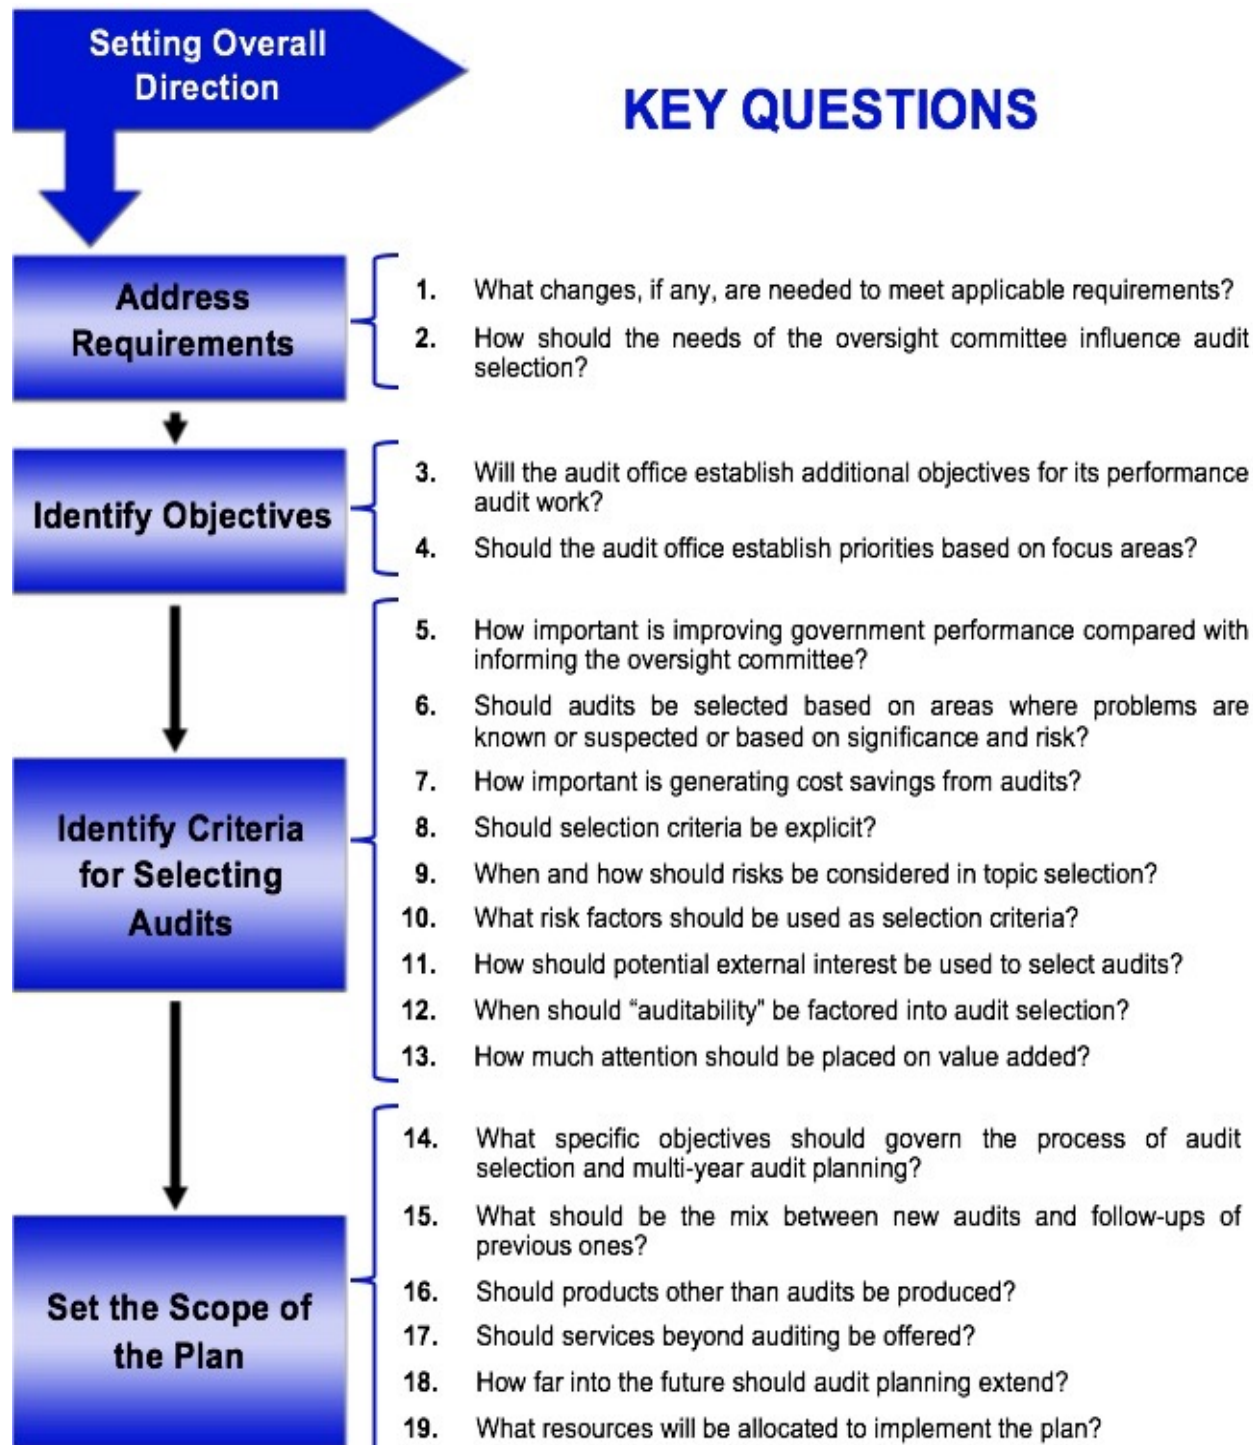 Setting Overall
Direction
KEY QUESTIONS
Address
Requirements
1. What changes, if any, are needed to meet applicable requirements?
2. How should the needs of the oversight committee influence audit
selection?
Identify Objectives
3. Will the audit office establish additional objectives for its performance
audit work?
4. Should the audit office establish priorities based on focus areas?
Identify Criteria
for Selecting
Audits
5. How important is improving government performance compared with
informing the oversight committee?
6. Should audits be selected based on areas where problems are
known or suspected or based on significance and risk?
7. How important is generating cost savings from audits?
8. Should selection criteria be explicit?
9. When and how should risks be considered in topic selection?
10. What risk factors should be used as selection criteria?
11. How should potential external interest be used to select audits?
12. When should “auditability” be factored into audit selection?
13. How much attention should be placed on value added?
Set the Scope of
the Plan
14. What specific objectives should govern the process of audit
selection and multi-year audit planning?
15. What should be the mix between new audits and follow-ups of
previous ones?
16. Should products other than audits be produced?
17. Should services beyond auditing be offered?
18. How far into the future should audit planning extend?
19. What resources will be allocated to implement the plan?